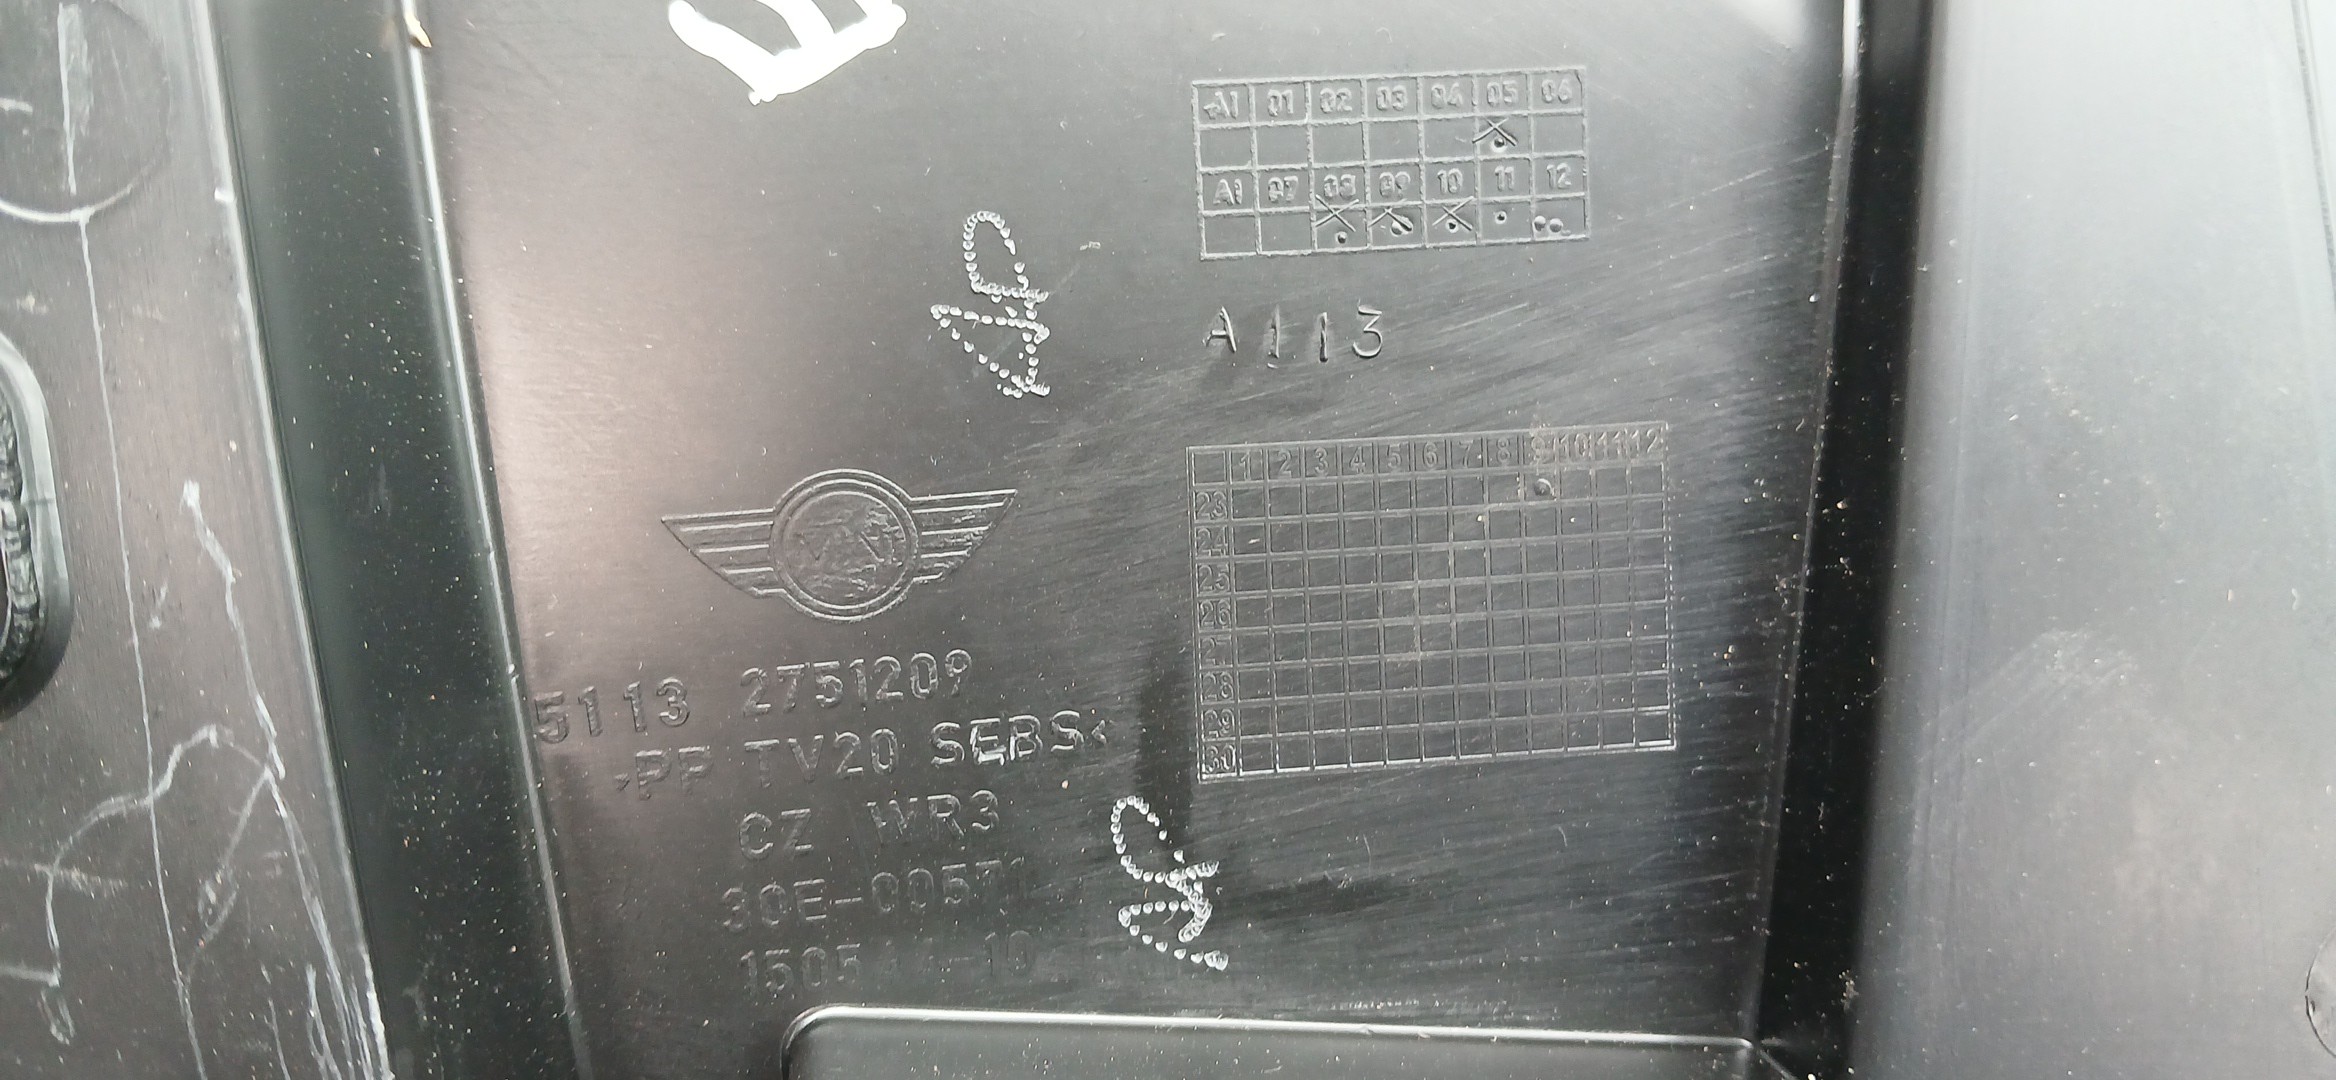 AI 01 02 03 04 05 06
AI 07 08 09 10 11 12
A113
1 2 3 4 5 6 7 8 9 10 11 12
23
24
25
26
27
28
29
30
5113 2751209
>PP TV20 SEBS<
CZ WR3
30E-00571